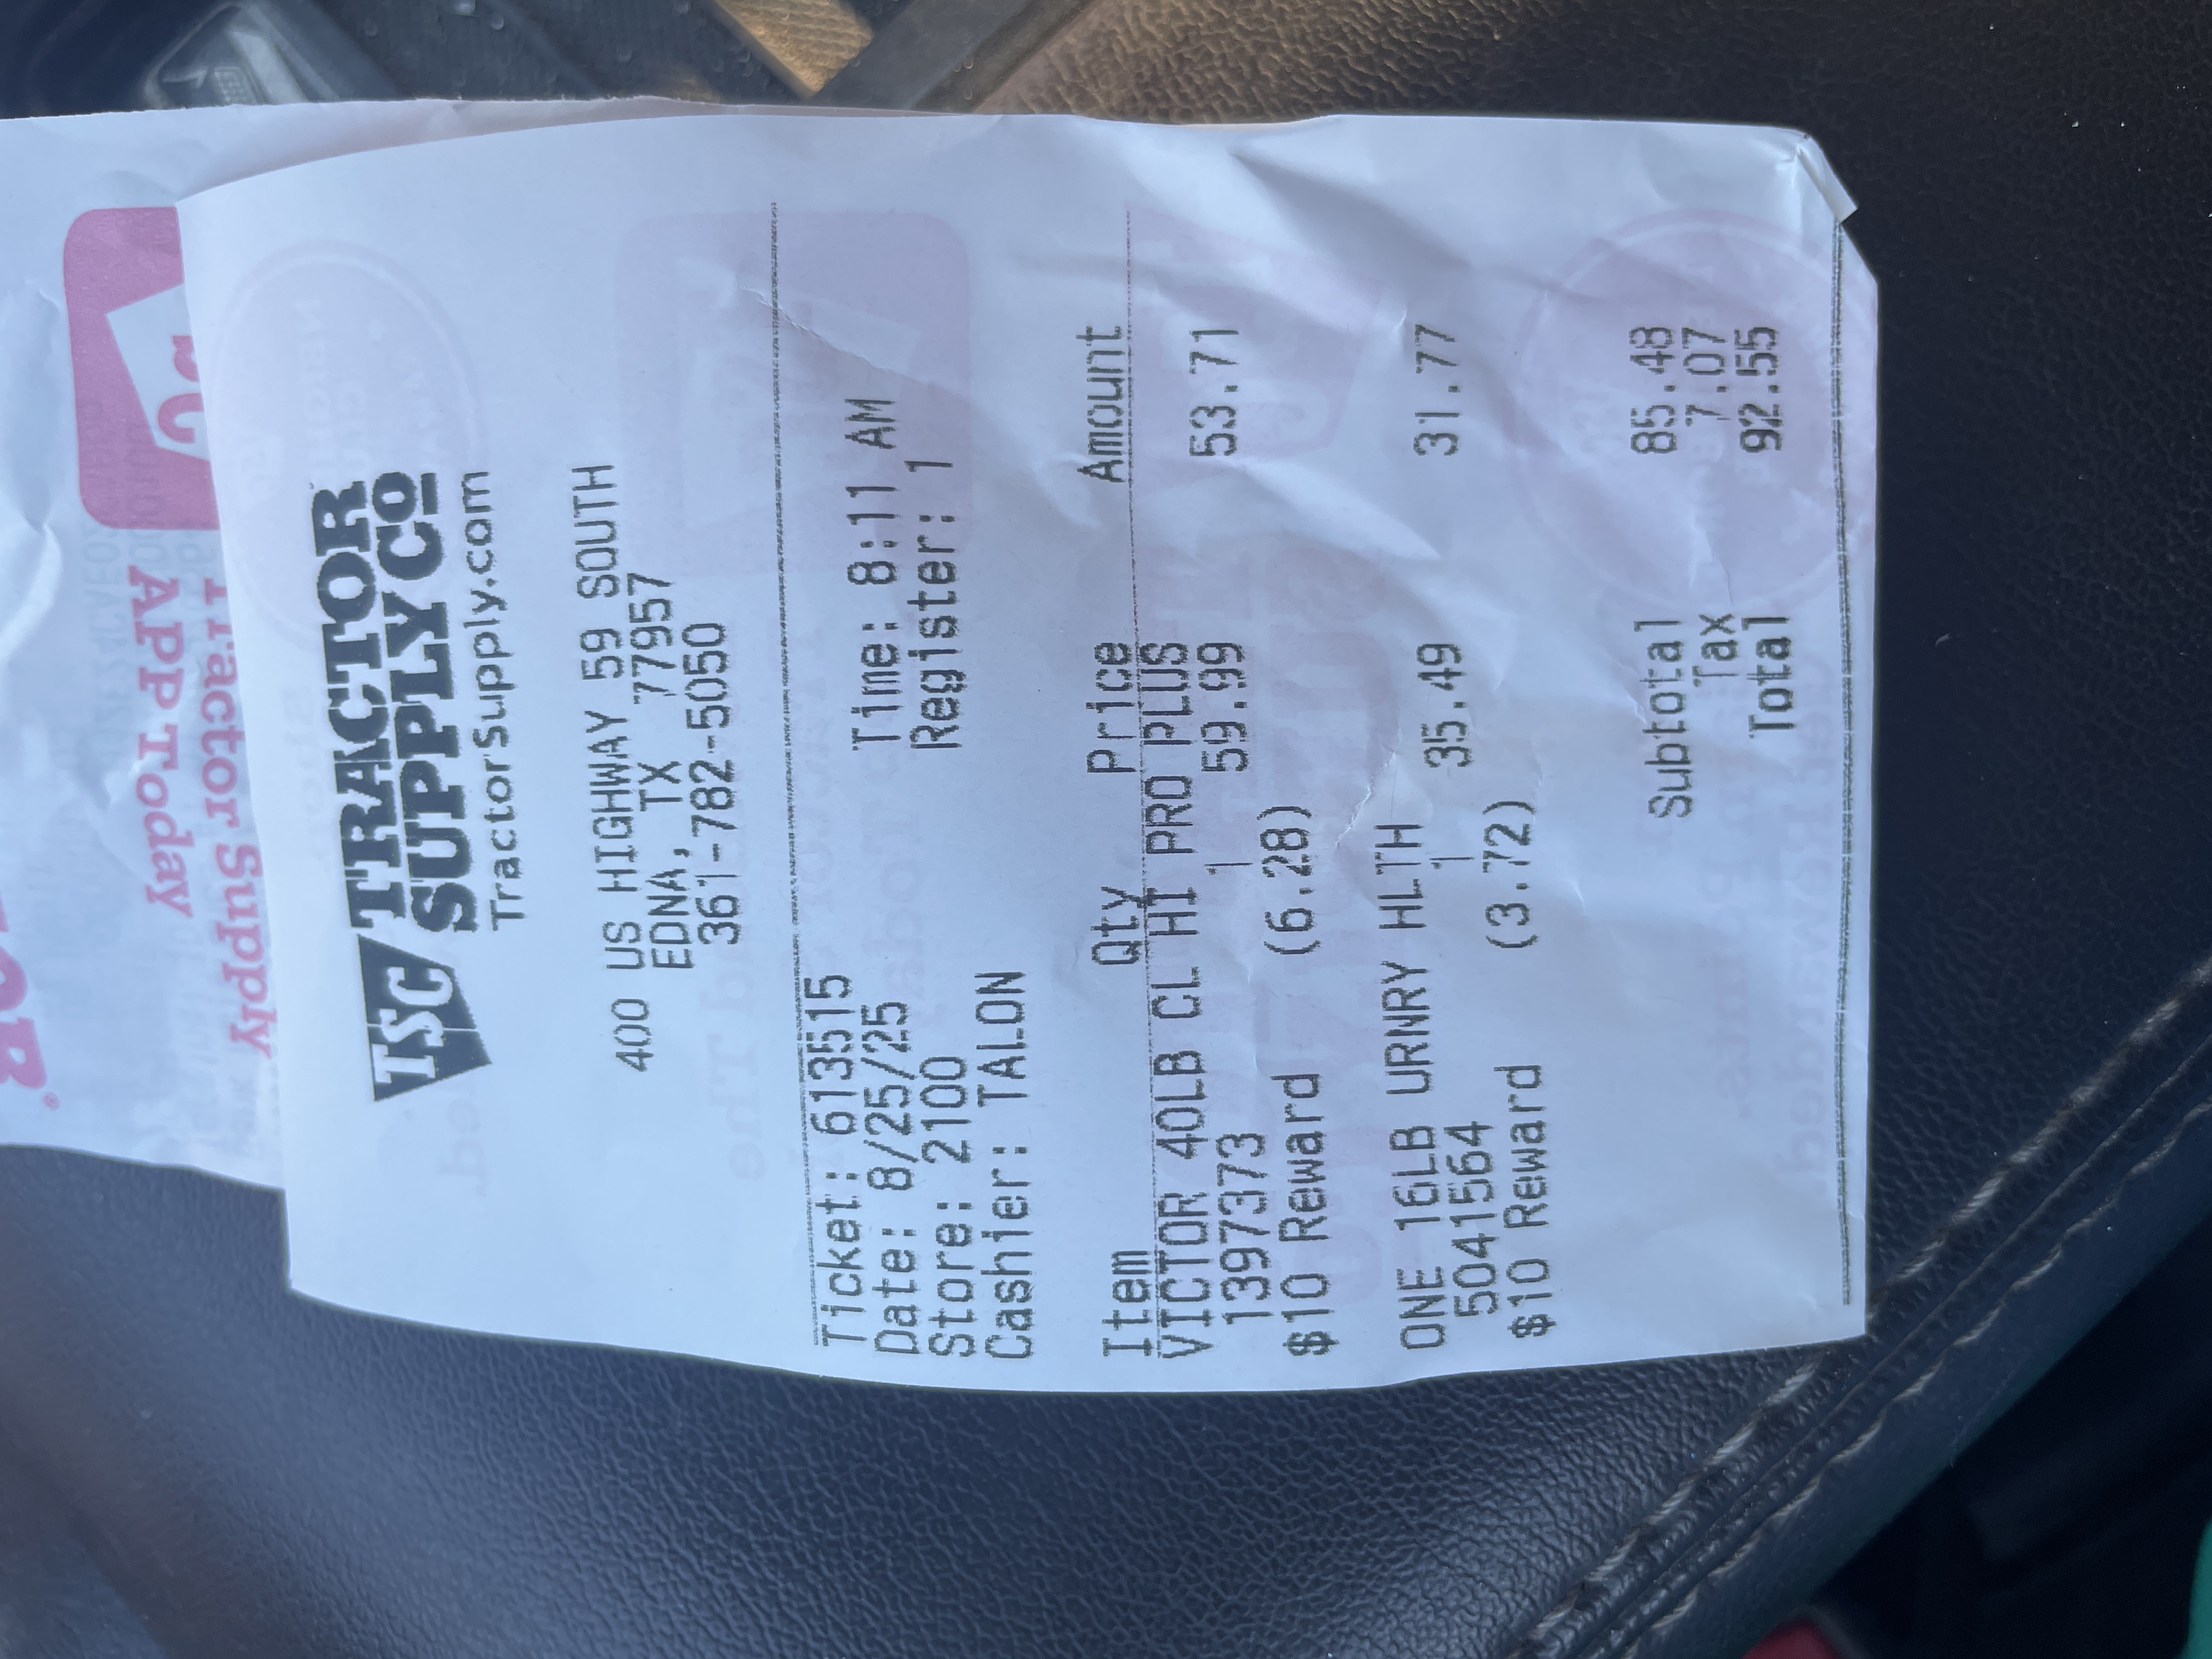 TSC TRACTOR
SUPPLY CO
TractorSupply.com
400 US HIGHWAY 59 SOUTH
EDNA, TX 77957
361-782-5050
Ticket: 613515 Time: 8:11 AM
Date: 8/25/25 Register: 1
Store: 2100
Cashier: TALON
Item Qty Price Amount
VICTOR 40LB CL HI PRO PLUS
1397373 1 59.99 53.71
$10 Reward (6.28)
ONE 16LB URNRY HLTH
5041564 1 35.49 31.77
$10 Reward (3.72)
Subtotal 85.48
Tax 7.07
Total 92.55
Tractor Supply
APP Today